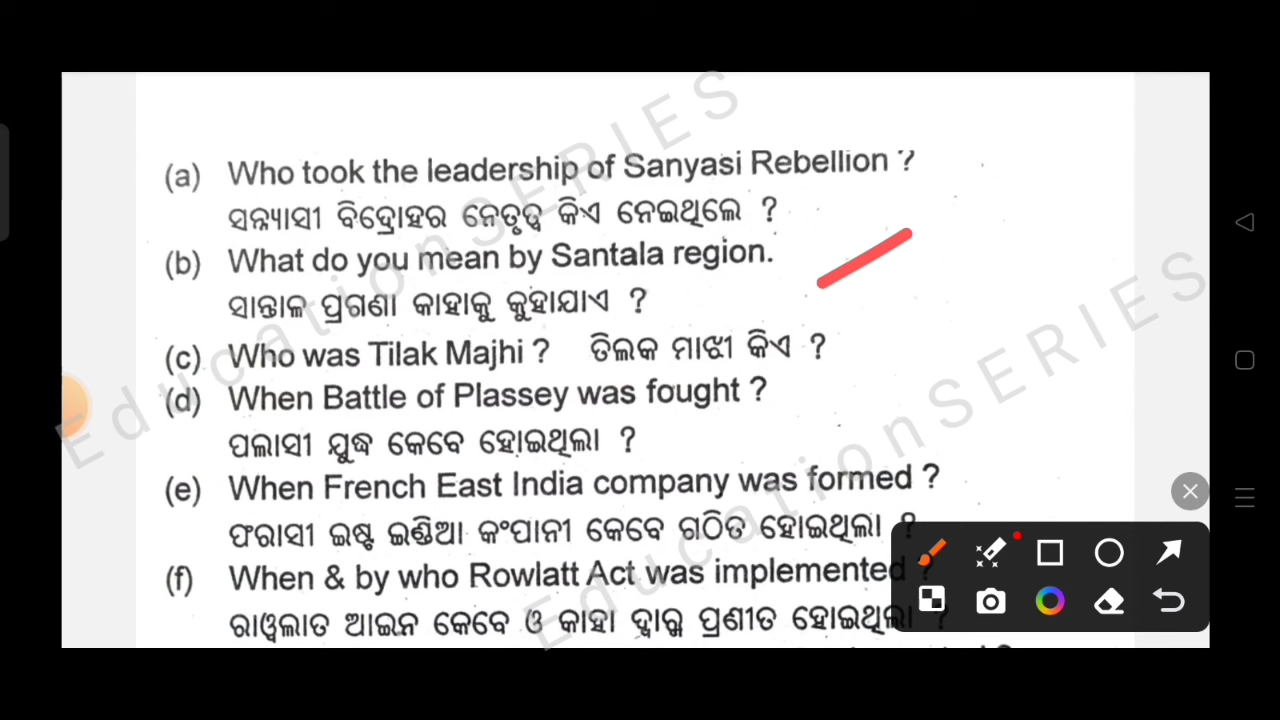 (a) Who took the leadership of Sanyasi Rebellion ?
ସନ୍ନ୍ୟାସୀ ବିଦ୍ରୋହର ନେତୃତ୍ୱ କିଏ ନେଇଥିଲେ ?
(b) What do you mean by Santala region.
ସାନ୍ତାଳ ପ୍ରଗଣା କାହାକୁ କୁହାଯାଏ ?
(c) Who was Tilak Majhi ? ତିଲକ ମାଝୀ କିଏ ?
(d) When Battle of Plassey was fought ?
ପଲାସୀ ଯୁଦ୍ଧ କେବେ ହୋଇଥିଲା ?
(e) When French East India company was formed ?
ଫରାସୀ ଇଷ୍ଟ ଇଣ୍ଡିଆ କଂପାନୀ କେବେ ଗଠିତ ହୋଇଥିଲା ?
(f) When & by who Rowlatt Act was implemented ?
ରାୱଲାତ ଆଇନ କେବେ ଓ କାହା ଦ୍ୱାରା ପ୍ରଣୀତ ହୋଇଥିଲା ?
EducationSERIES
EducationSERIES